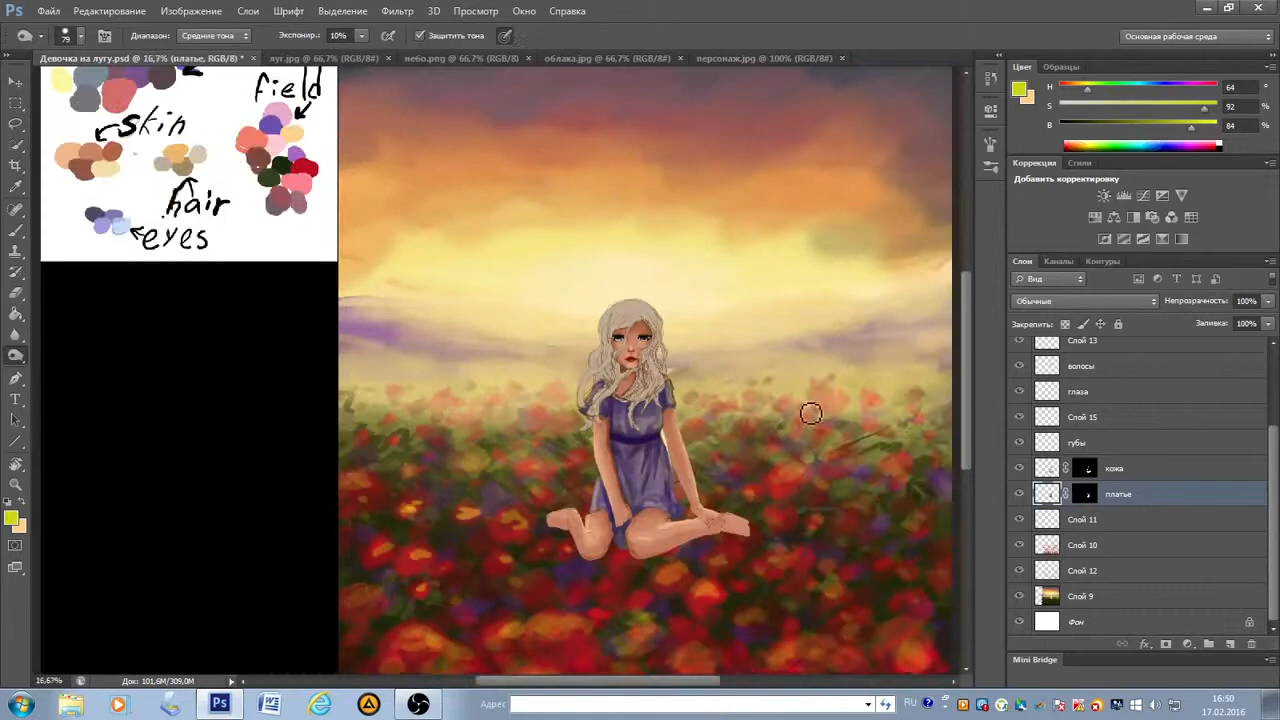 Ps Файл Редактирование Изображение Слои Шрифт Выделение Фильтр 3D Просмотр Окно Справка
79 Диапазон: Средние тона Экспонир.: 10% Защитить тона Основная рабочая среда
Девочка на лугу.psd @ 16,7% (платье, RGB/8) * × луг.jpg @ 66,7% (RGB/8#) × небо.png @ 66,7% (RGB/8) × облака.jpg @ 66,7% (RGB/8#) × персонаж.jpg @ 100% (RGB/8#) ×
field
skin
hair
eyes
Цвет Образцы
H 64 °
S 92 %
B 84 %
Коррекция Стили
Добавить корректировку
Слои Каналы Контуры
Вид
Обычные Непрозрачность: 100%
Закрепить: Заливка: 100%
Слой 13
волосы
глаза
Слой 15
губы
кожа
платье
Слой 11
Слой 10
Слой 12
Слой 9
Фон
fx
Mini Bridge
16,67% Док: 101,6M/309,0M
Адрес RU 16:50
17.02.2016